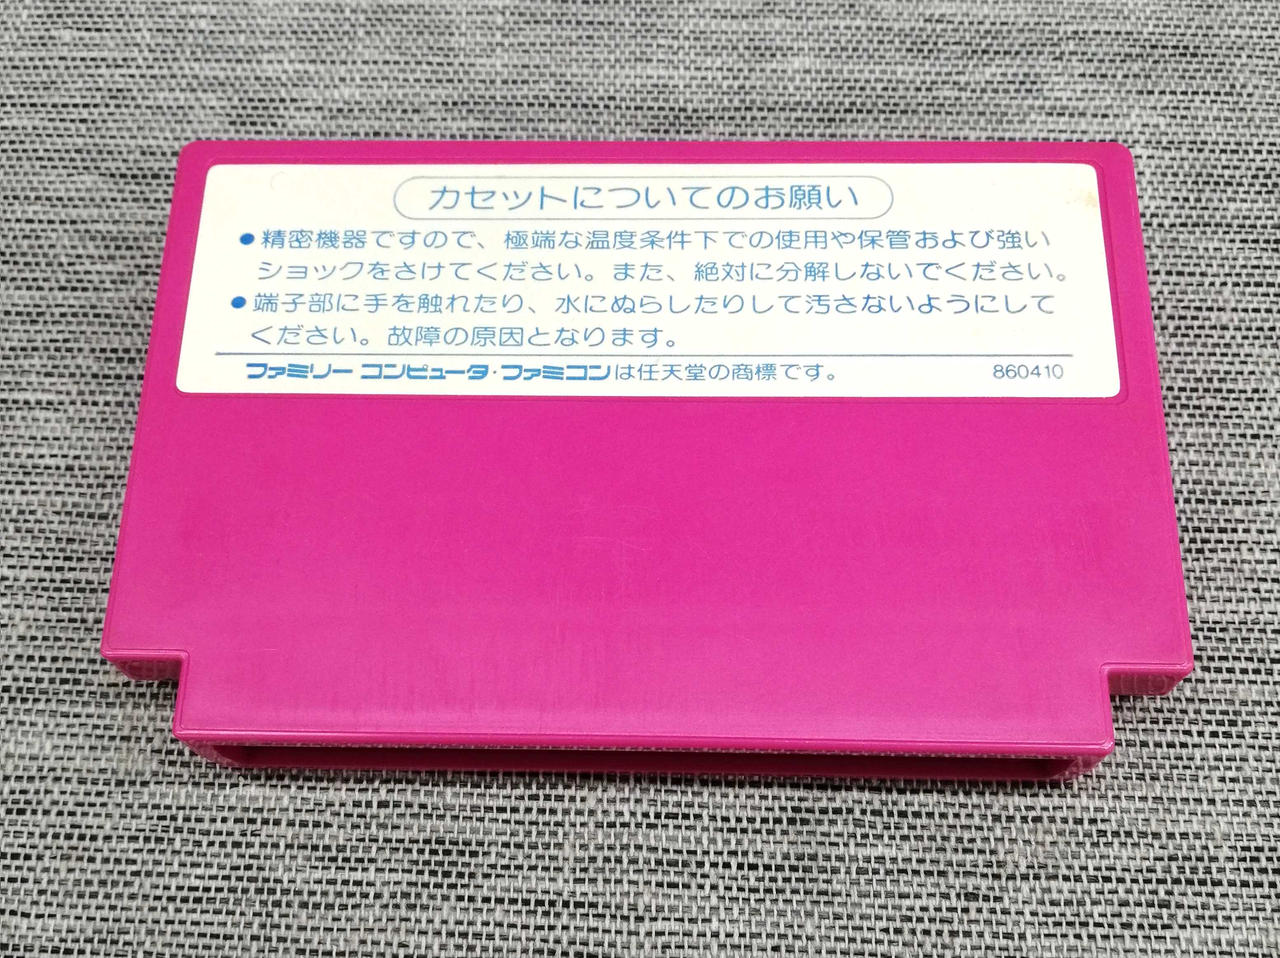 カセットについてのお願い
●精密機器ですので、極端な温度条件下での使用や保管および強い
ショックをさけてください。また、絶対に分解しないでください。
●端子部に手を触れたり、水にぬらしたりして汚さないようにして
ください。故障の原因となります。
ファミリー コンピュータ・ファミコンは任天堂の商標です。 860410